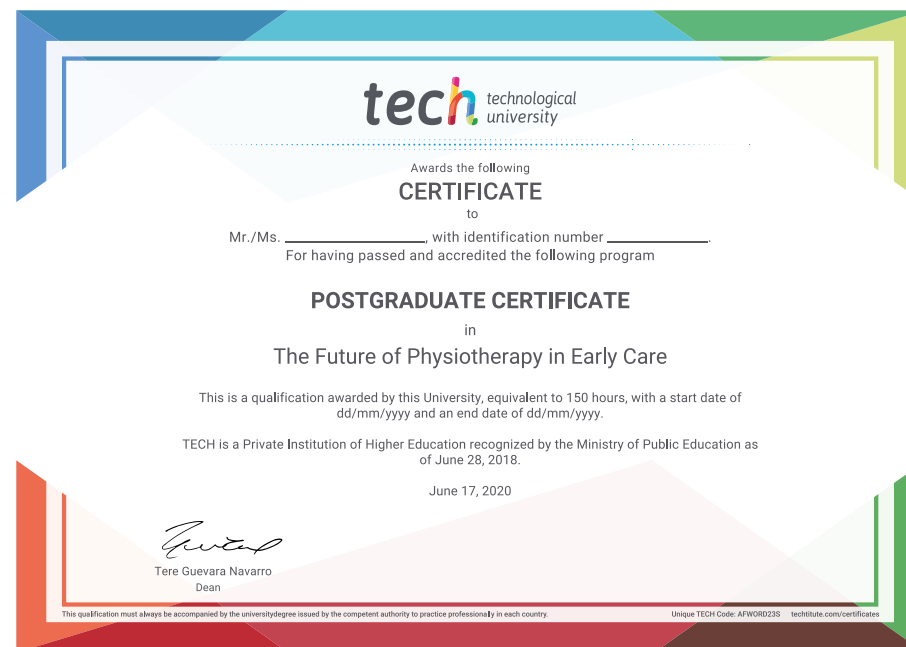 tech technological
university
Awards the following
CERTIFICATE
to
Mr./Ms. ____________, with identification number _________.
For having passed and accredited the following program
POSTGRADUATE CERTIFICATE
in
The Future of Physiotherapy in Early Care
This is a qualification awarded by this University, equivalent to 150 hours, with a start date of
dd/mm/yyyy and an end date of dd/mm/yyyy.
TECH is a Private Institution of Higher Education recognized by the Ministry of Public Education as
of June 28, 2018.
June 17, 2020
Tere Guevara Navarro
Dean
This qualification must always be accompanied by the universitydegree issued by the competent authority to practice professionally in each country.
Unique TECH Code: AFWORD23S techtitute.com/certificates